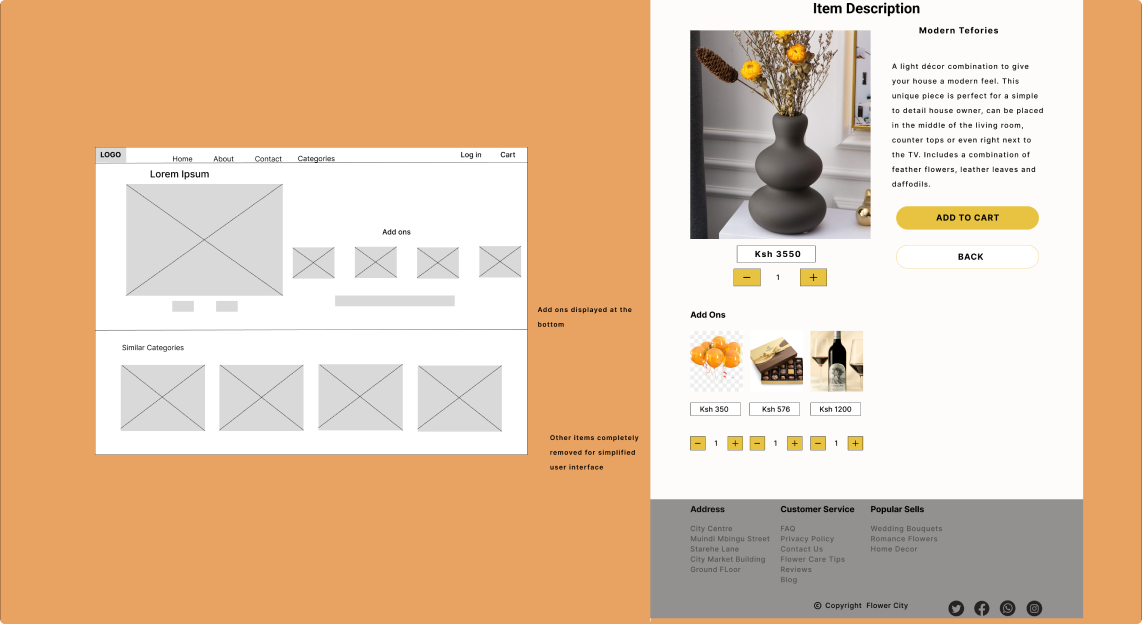 LOGO
Home
About
Contact
Categories
Log in
Cart
Lorem Ipsum
Add ons
Similar Categories
Add ons displayed at the
bottom
Other items completely
removed for simplified
user interface
Item Description
Modern Tefories
A light décor combination to give
your house a modern feel. This
unique piece is perfect for a simple
to detail house owner, can be placed
in the middle of the living room,
counter tops or even right next to
the TV. Includes a combination of
feather flowers, leather leaves and
daffodils.
ADD TO CART
BACK
Ksh 3550
− 1 +
Add Ons
Ksh 350
Ksh 576
Ksh 1200
− 1 +
− 1 +
− 1 +
Address
City Centre
Muindi Mbingu Street
Starehe Lane
City Market Building
Ground FLoor
Customer Service
FAQ
Privacy Policy
Contact Us
Flower Care Tips
Reviews
Blog
Popular Sells
Wedding Bouquets
Romance Flowers
Home Decor
© Copyright Flower City